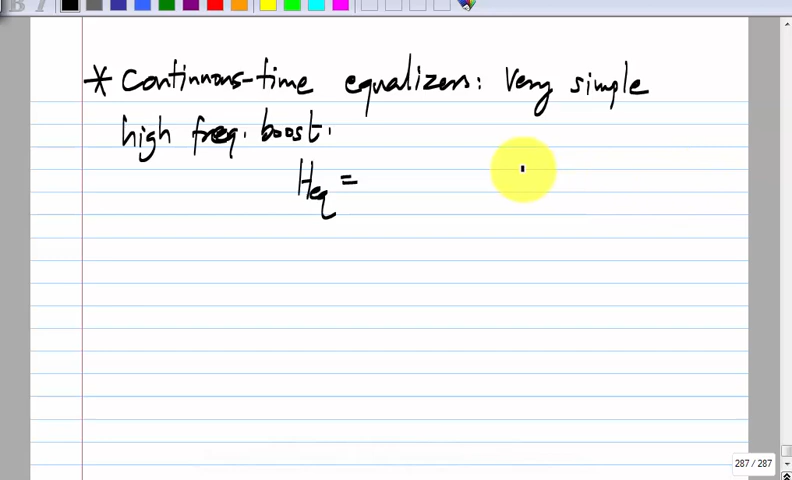 * Continuous-time equalizers: Very simple
high freq. boost.
Heq =
287 / 287